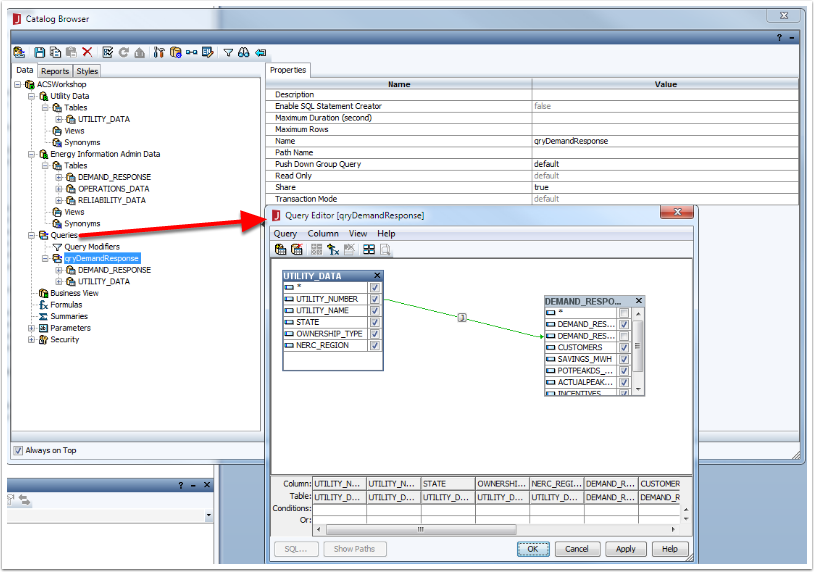 Catalog Browser
Data Reports Styles
ACSWorkshop
Utility Data
Tables
UTILITY_DATA
Views
Synonyms
Energy Information Admin Data
Tables
DEMAND_RESPONSE
OPERATIONS_DATA
RELIABILITY_DATA
Views
Synonyms
Queries
Query Modifiers
qryDemandResponse
DEMAND_RESPONSE
UTILITY_DATA
Business View
Formulas
Summaries
Parameters
Security
Always on Top
Properties
Name Value
Description
Enable SQL Statement Creator false
Maximum Duration (second)
Maximum Rows
Name qryDemandResponse
Path Name
Push Down Group Query default
Read Only default
Share true
Transaction Mode default
Query Editor [qryDemandResponse]
Query Column View Help
UTILITY_DATA
*
UTILITY_NUMBER
UTILITY_NAME
STATE
OWNERSHIP_TYPE
NERC_REGION
DEMAND_RESPO...
*
DEMAND_RES...
DEMAND_RES...
CUSTOMERS
SAVINGS_MWH
POTPEAKDS_...
ACTUALPEAK...
INCENTIVES
Column: UTILITY_N... UTILITY_N... STATE OWNERSHI... NERC_REGI... DEMAND_R... CUSTOMER
Table: UTILITY_D... UTILITY_D... UTILITY_D... UTILITY_D... UTILITY_D... DEMAND_R... DEMAND_R
Conditions:
Or:
SQL... Show Paths OK Cancel Apply Help